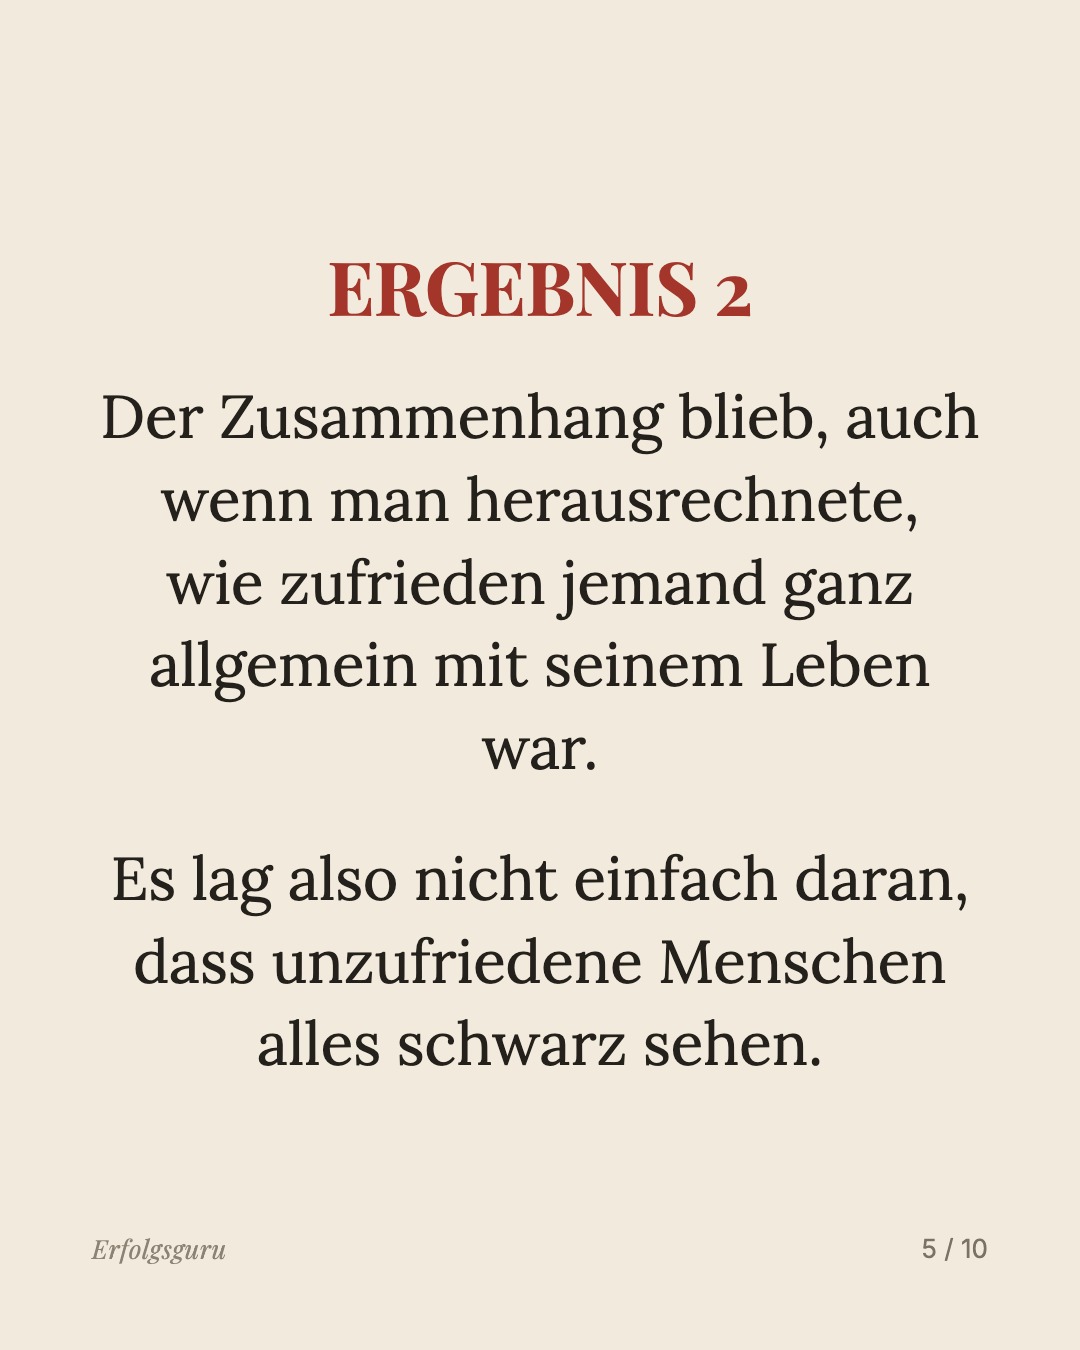 ERGEBNIS 2
Der Zusammenhang blieb, auch
wenn man herausrechnete,
wie zufrieden jemand ganz
allgemein mit seinem Leben
war.
Es lag also nicht einfach daran,
dass unzufriedene Menschen
alles schwarz sehen.
Erfolgsguru
5 / 10